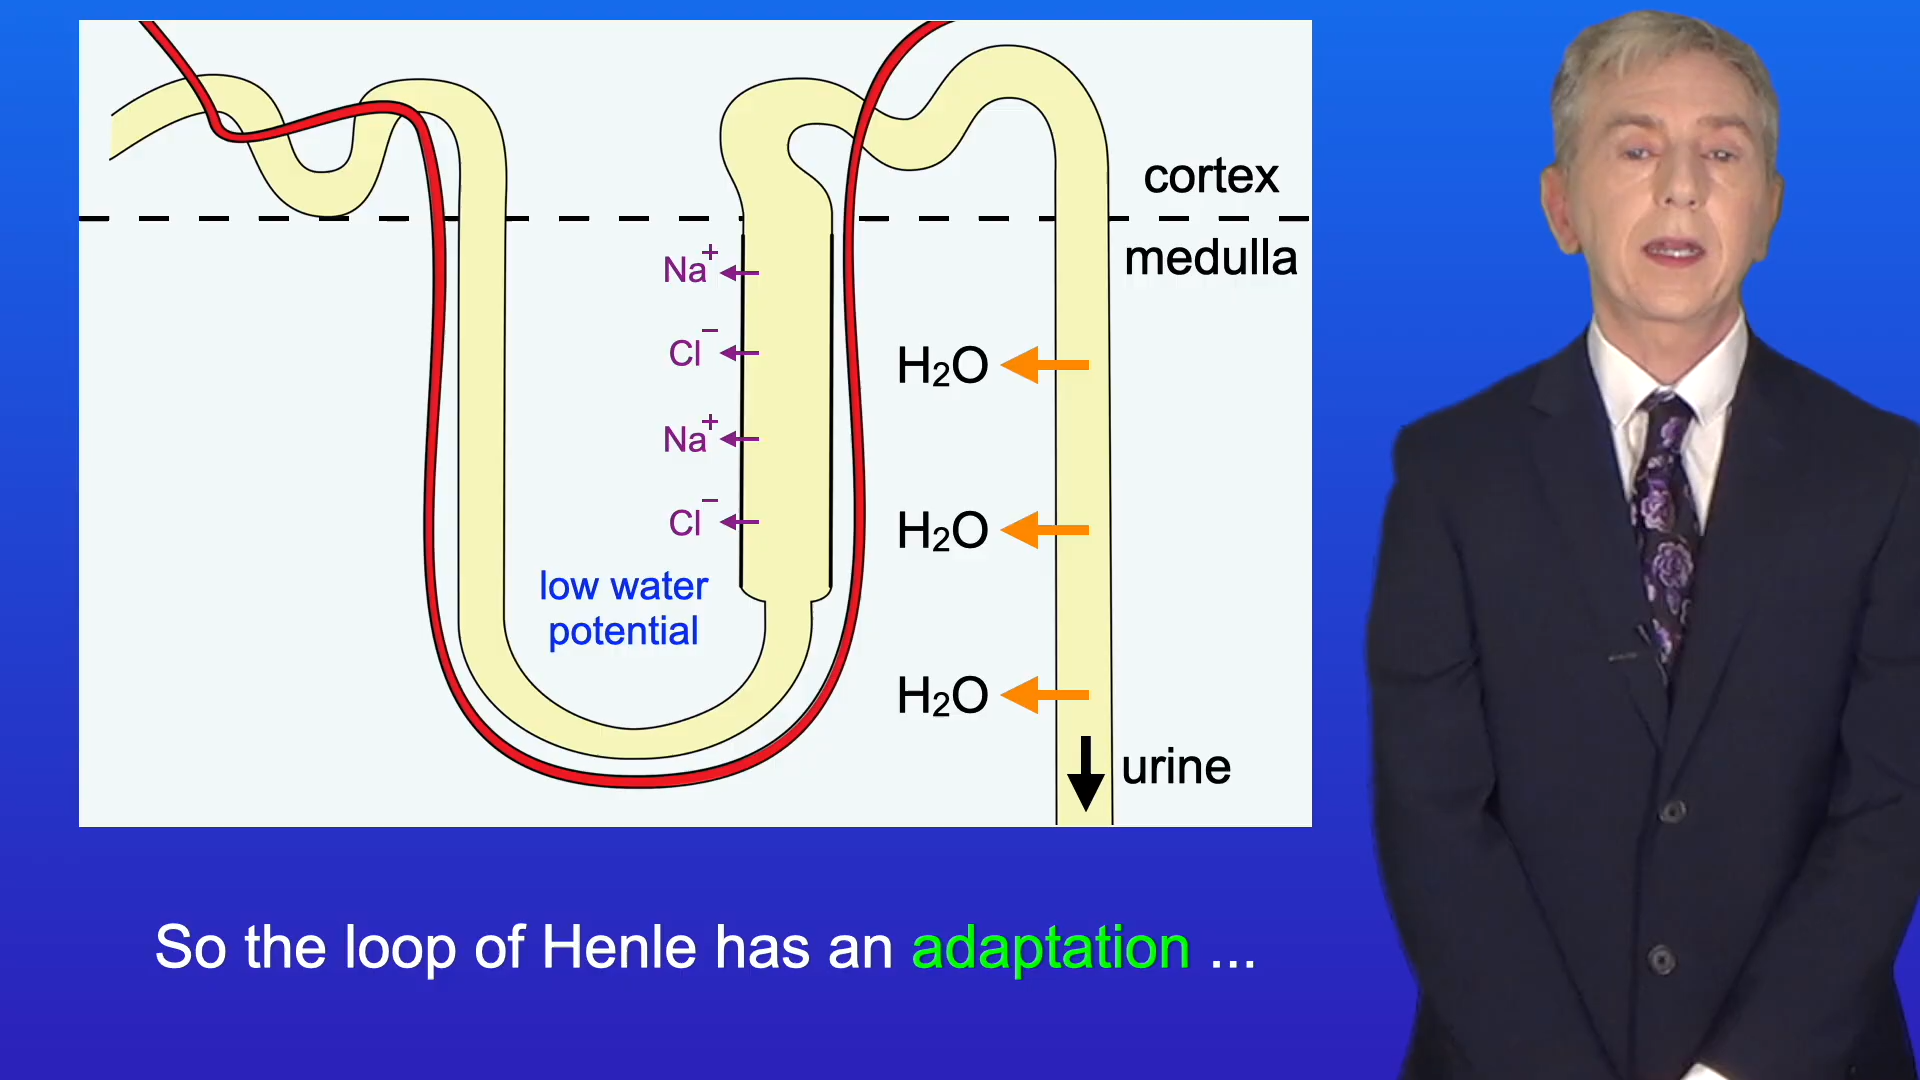 cortex
medulla
Na⁺
Cl⁻
Na⁺
Cl⁻
H₂O
H₂O
H₂O
low water
potential
urine
So the loop of Henle has an adaptation ...